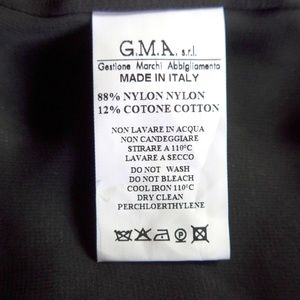 G.M.A. s.r.l.
Gestione Marchi Abbigliamento
MADE IN ITALY
88% NYLON NYLON
12% COTONE COTTON
NON LAVARE IN ACQUA
NON CANDEGGIARE
STIRARE A 110°C
LAVARE A SECCO
DO NOT WASH
DO NOT BLEACH
COOL IRON 110°C
DRY CLEAN
PERCHLOERTHYLENE
P